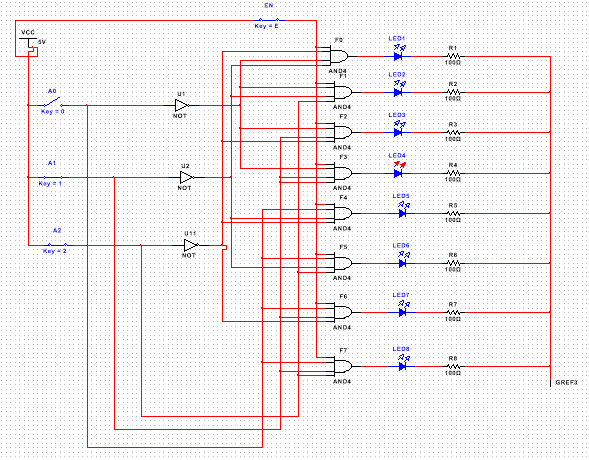 EN
Key = E
VCC
5V
A0
Key = 0
U1
NOT
A1
Key = 1
U2
NOT
A2
Key = 2
U11
NOT
F0
AND4
LED1
R1
100Ω
F1
AND4
LED2
R2
100Ω
F2
AND4
LED3
R3
100Ω
F3
AND4
LED4
R4
100Ω
F4
AND4
LED5
R5
100Ω
F5
AND4
LED6
R6
100Ω
F6
AND4
LED7
R7
100Ω
F7
AND4
LED8
R8
100Ω
GREF3